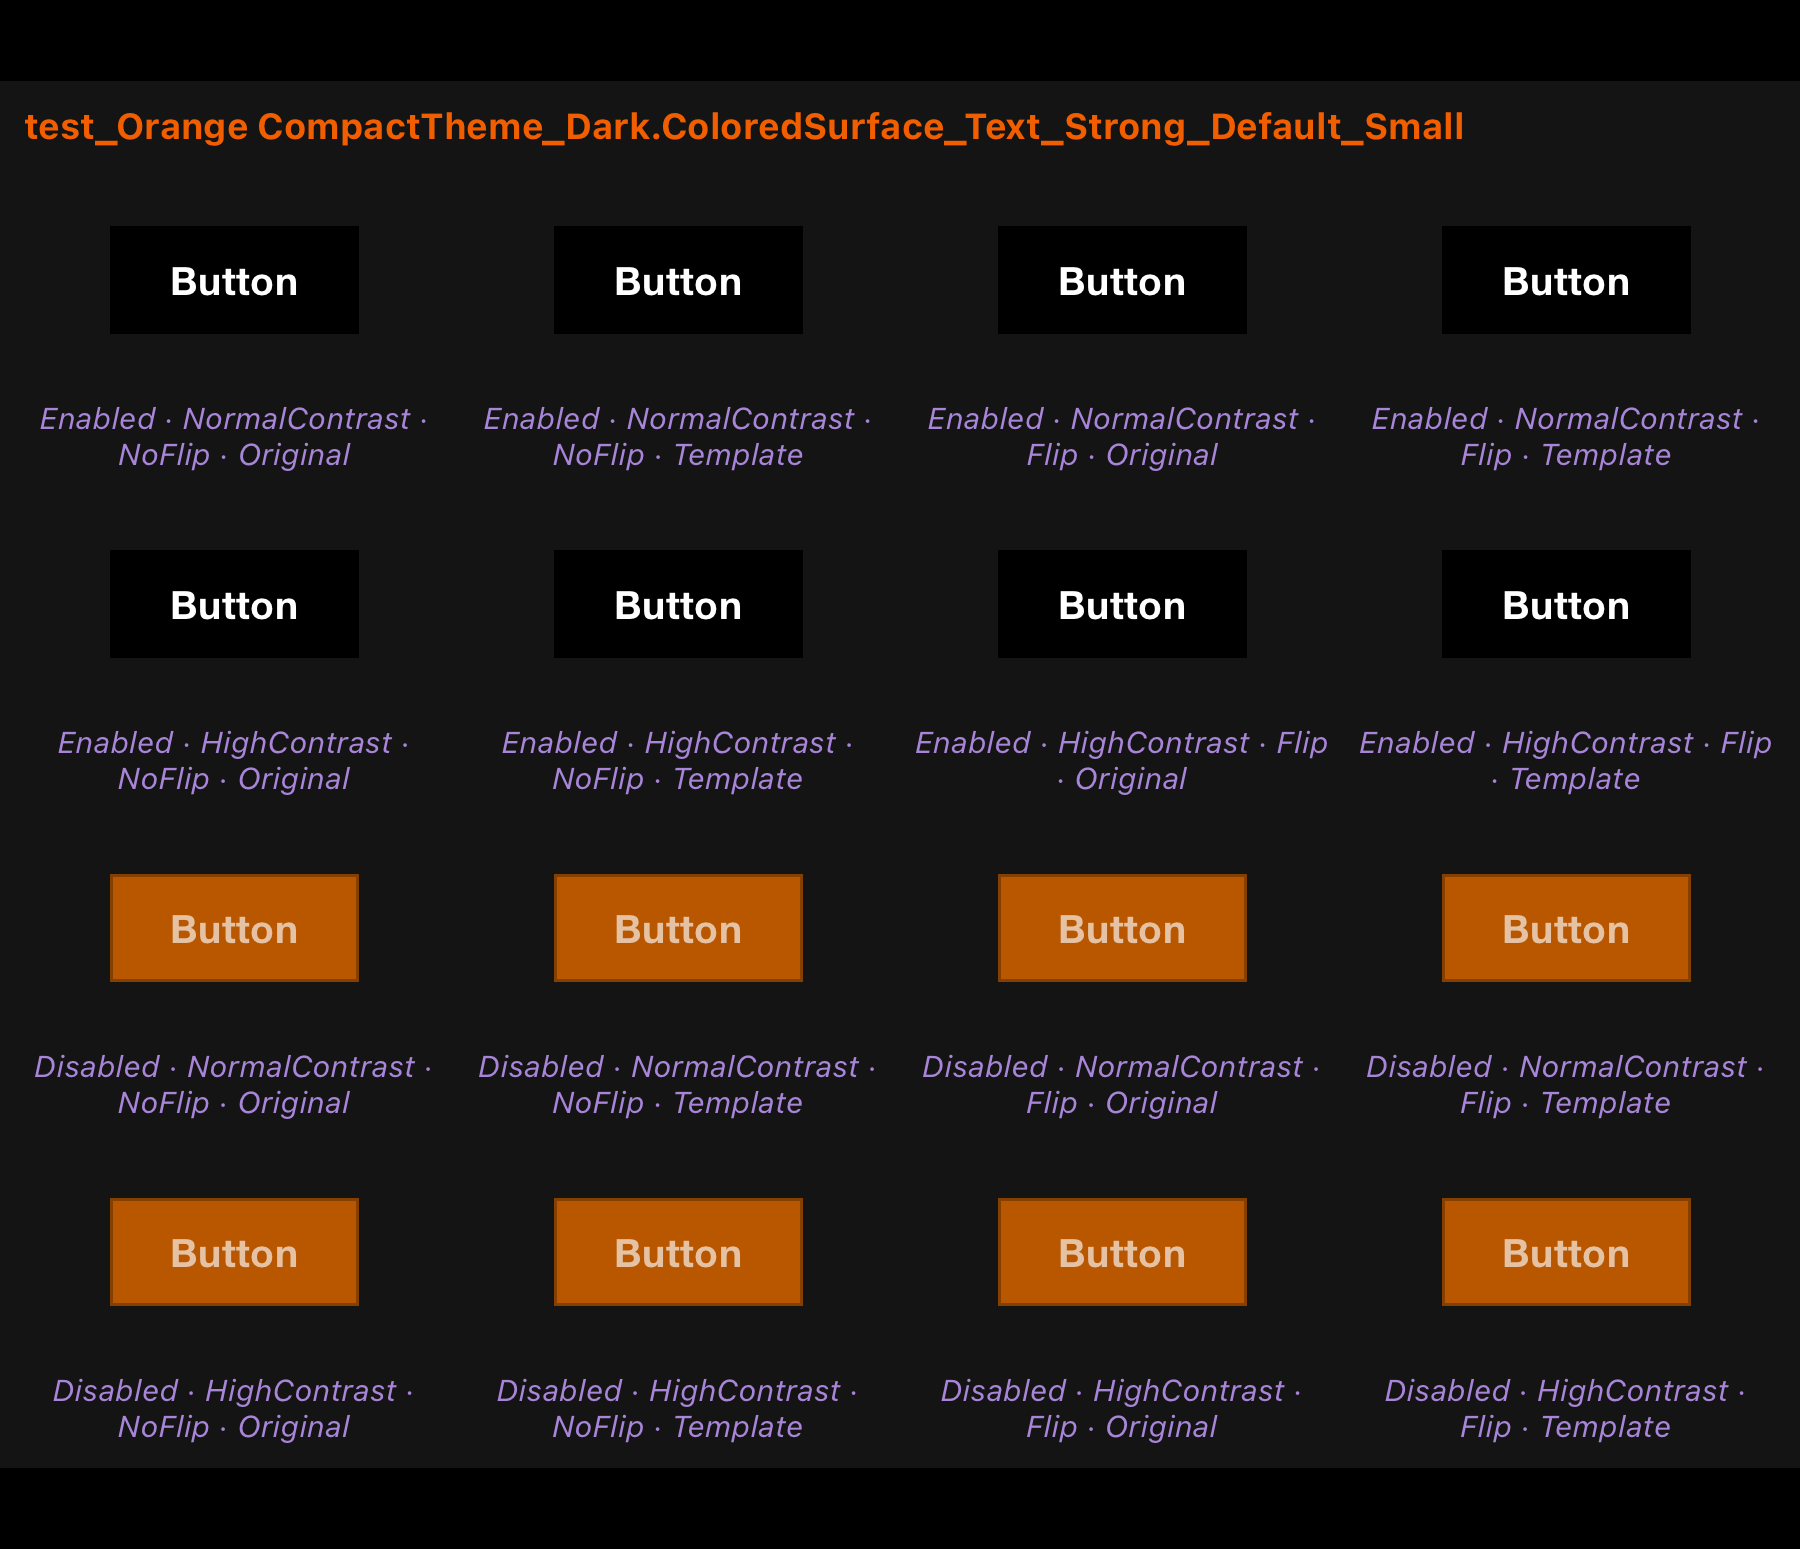 test_Orange CompactTheme_Dark.ColoredSurface_Text_Strong_Default_Small
Button Button Button Button
Enabled · NormalContrast · Enabled · NormalContrast · Enabled · NormalContrast · Enabled · NormalContrast ·
NoFlip · Original NoFlip · Template Flip · Original Flip · Template
Button Button Button Button
Enabled · HighContrast · Enabled · HighContrast · Enabled · HighContrast · Flip Enabled · HighContrast · Flip
NoFlip · Original NoFlip · Template · Original · Template
Button Button Button Button
Disabled · NormalContrast · Disabled · NormalContrast · Disabled · NormalContrast · Disabled · NormalContrast ·
NoFlip · Original NoFlip · Template Flip · Original Flip · Template
Button Button Button Button
Disabled · HighContrast · Disabled · HighContrast · Disabled · HighContrast · Disabled · HighContrast ·
NoFlip · Original NoFlip · Template Flip · Original Flip · Template